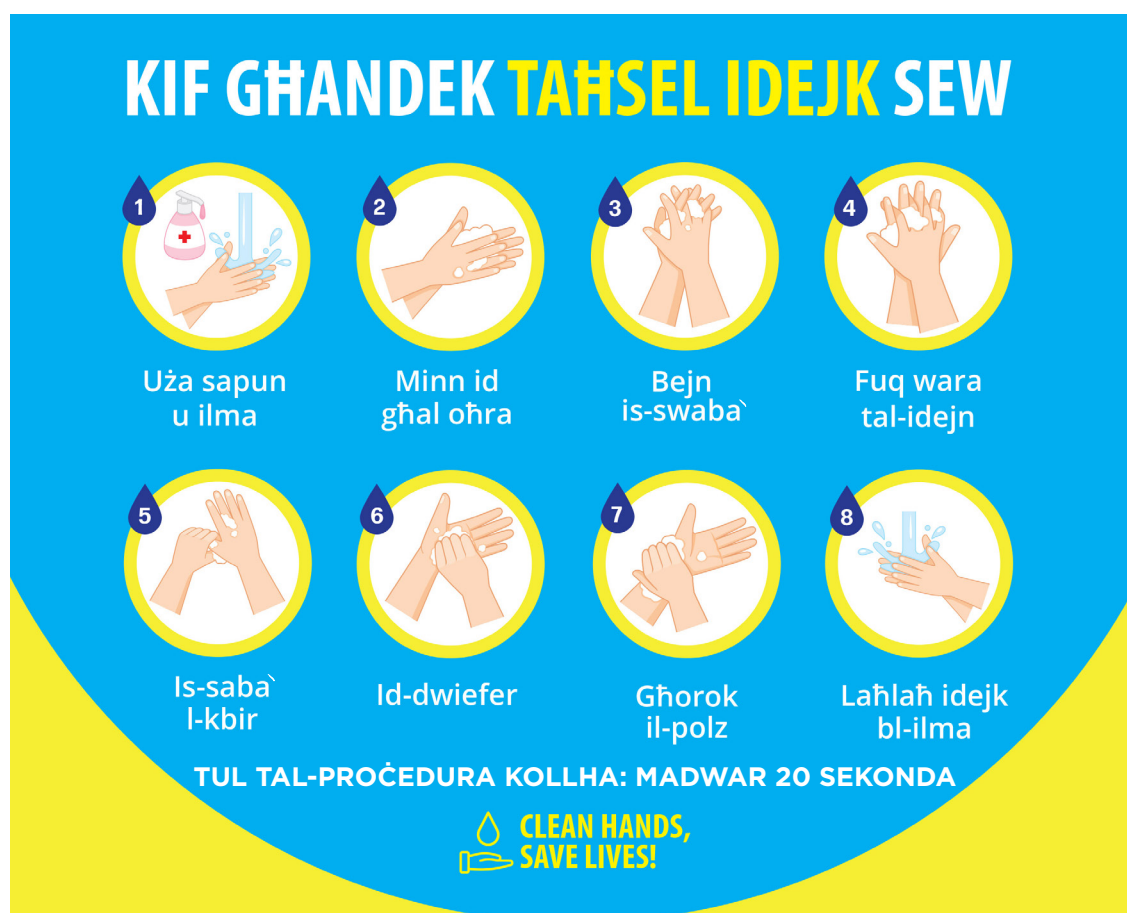 KIF GĦANDEK TAĦSEL IDEJK SEW
1
2
3
4
Uża sapun
u ilma
Minn id
għal oħra
Bejn
is-swaba`
Fuq wara
tal-idejn
5
6
7
8
Is-saba`
l-kbir
Id-dwiefer
Għorok
il-polz
Laħlaħ idejk
bl-ilma
TUL TAL-PROĊEDURA KOLLHA: MADWAR 20 SEKONDA
CLEAN HANDS,
SAVE LIVES!